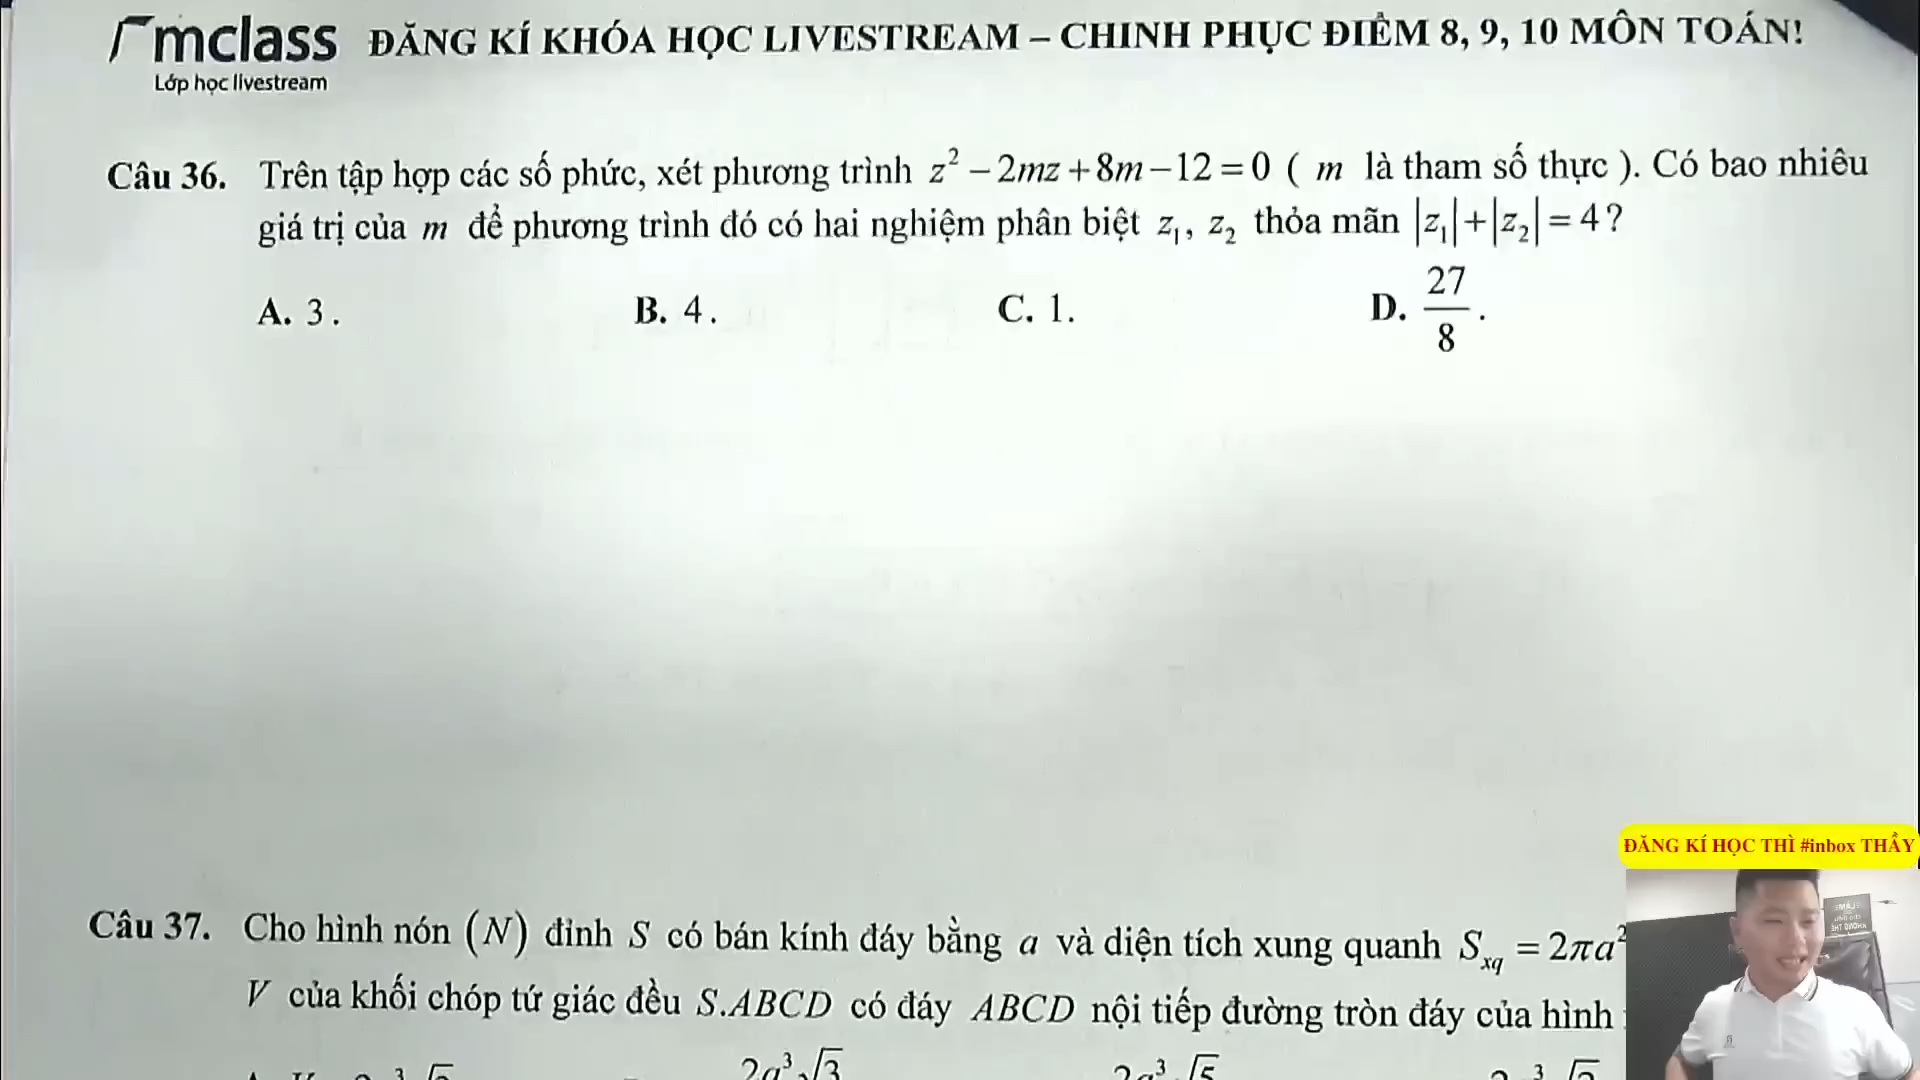 mclass ĐĂNG KÍ KHÓA HỌC LIVESTREAM – CHINH PHỤC ĐIỂM 8, 9, 10 MÔN TOÁN!
Lớp học livestream
Câu 36. Trên tập hợp các số phức, xét phương trình z² − 2mz + 8m − 12 = 0 ( m là tham số thực ). Có bao nhiêu
giá trị của m để phương trình đó có hai nghiệm phân biệt z₁, z₂ thỏa mãn |z₁| + |z₂| = 4 ?
A. 3 . B. 4 . C. 1. D. 27/8 .
ĐĂNG KÍ HỌC THÌ #inbox THẦY
Câu 37. Cho hình nón (N) đỉnh S có bán kính đáy bằng a và diện tích xung quanh S_xq = 2πa²
V của khối chóp tứ giác đều S.ABCD có đáy ABCD nội tiếp đường tròn đáy của hình
2a³√3 2a³√5